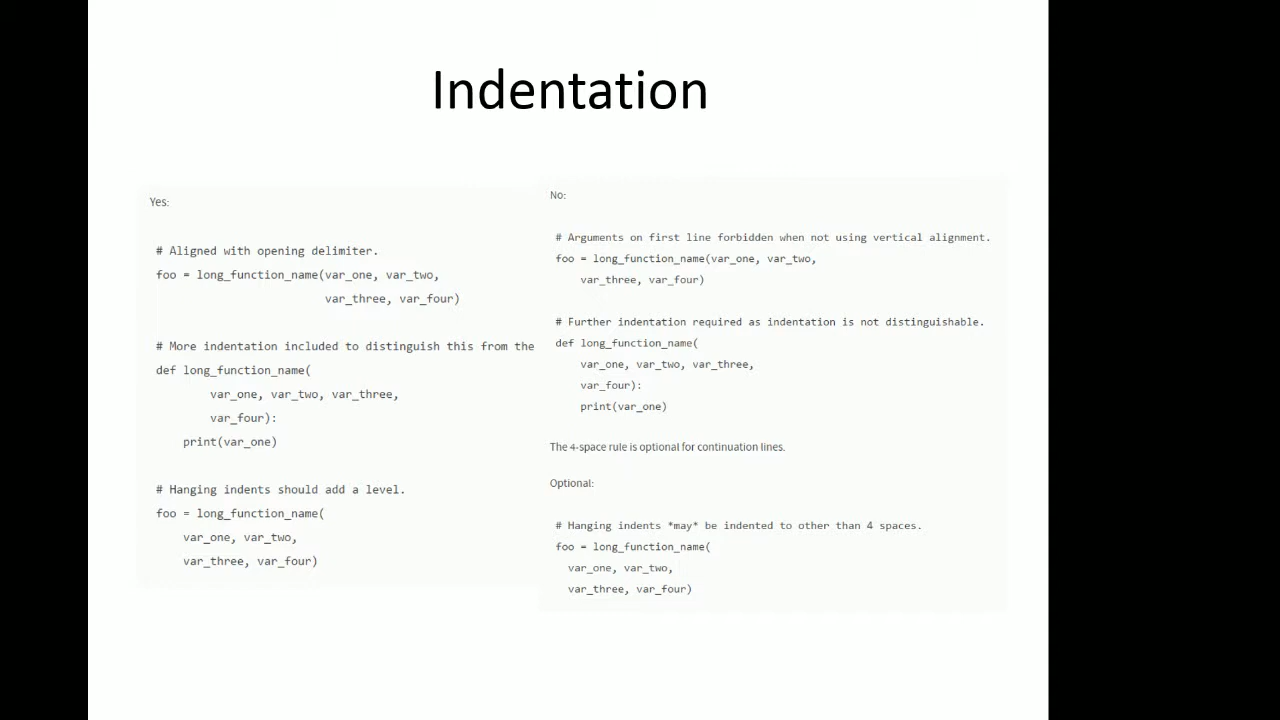 Indentation
Yes:
# Aligned with opening delimiter.
foo = long_function_name(var_one, var_two,
                         var_three, var_four)
# More indentation included to distinguish this from the
def long_function_name(
        var_one, var_two, var_three,
        var_four):
    print(var_one)
# Hanging indents should add a level.
foo = long_function_name(
    var_one, var_two,
    var_three, var_four)
No:
# Arguments on first line forbidden when not using vertical alignment.
foo = long_function_name(var_one, var_two,
    var_three, var_four)
# Further indentation required as indentation is not distinguishable.
def long_function_name(
    var_one, var_two, var_three,
    var_four):
    print(var_one)
The 4-space rule is optional for continuation lines.
Optional:
# Hanging indents *may* be indented to other than 4 spaces.
foo = long_function_name(
  var_one, var_two,
  var_three, var_four)